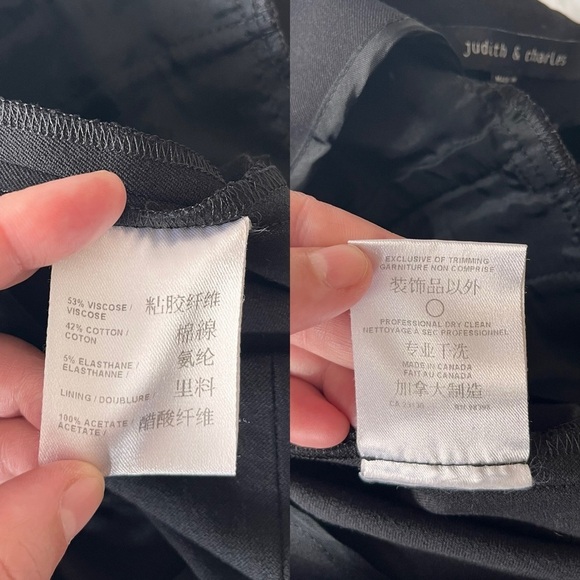 53% VISCOSE /
VISCOSE
粘胶纤维
42% COTTON /
COTON
棉線
5% ELASTHANE /
ELASTHANNE /
氨纶
LINING / DOUBLURE /
里料
100% ACETATE /
ACETATE /
醋酸纤维
judith & charles
EXCLUSIVE OF TRIMMING
GARNITURE NON COMPRISE
装饰品以外
PROFESSIONAL DRY CLEAN
NETTOYAGE À SEC PROFESSIONNEL
专业干洗
MADE IN CANADA
FAIT AU CANADA
加拿大制造